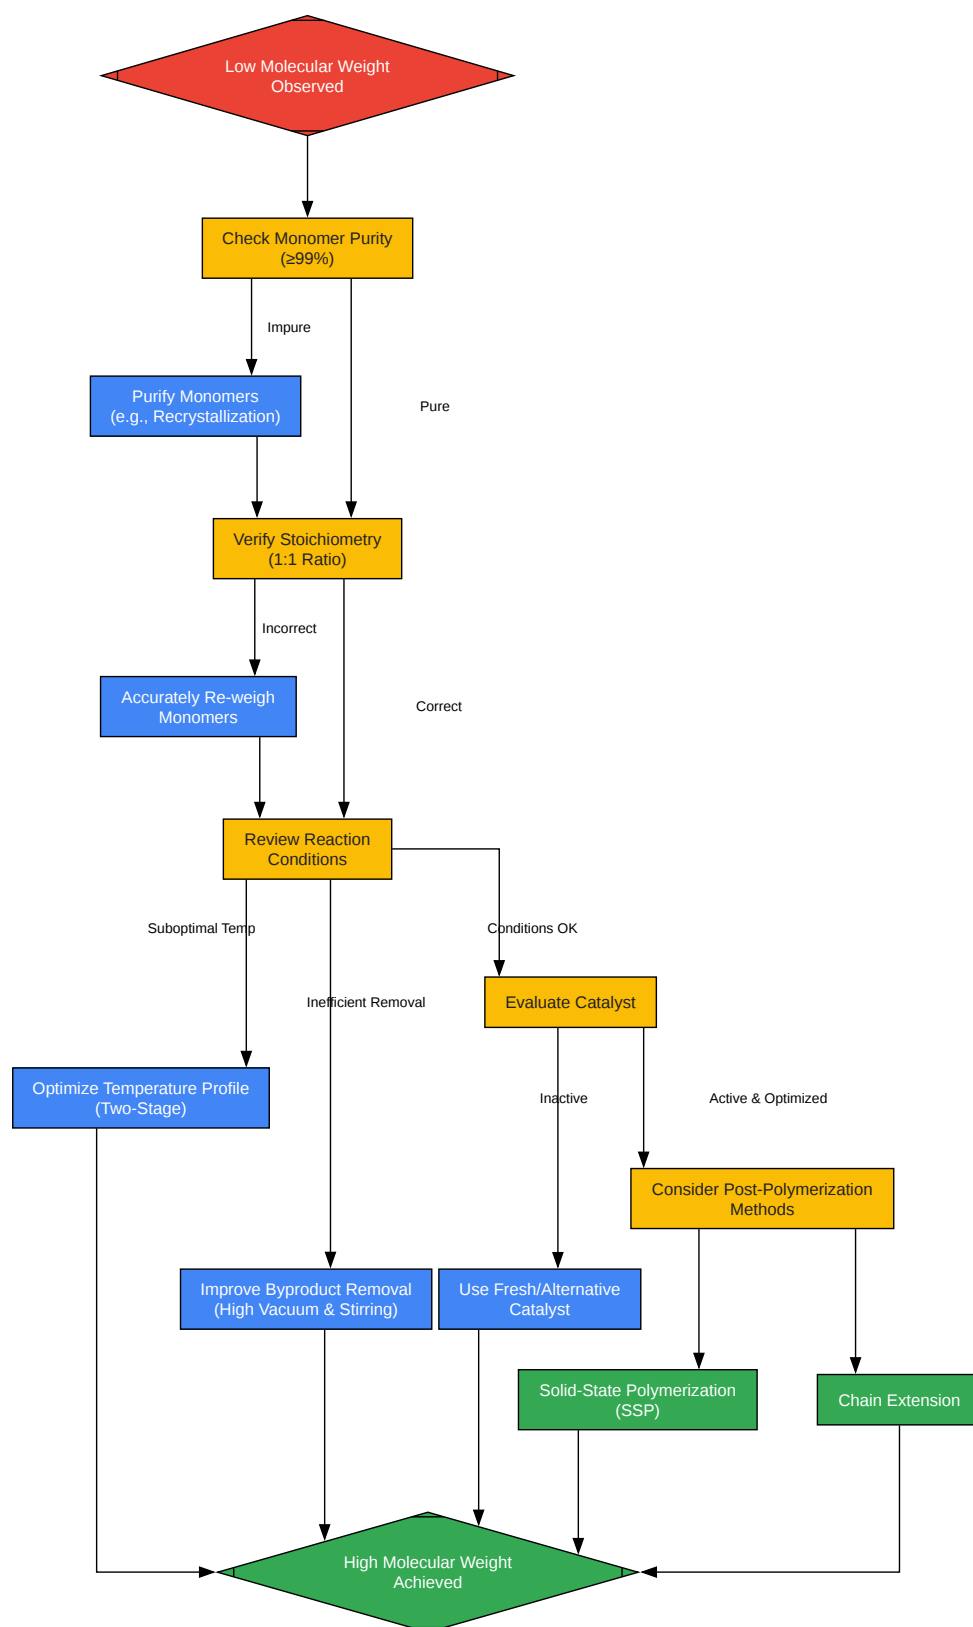 Low Molecular Weight
Observed
Check Monomer Purity
(≥99%)
Impure
Purify Monomers
(e.g., Recrystallization)
Pure
Verify Stoichiometry
(1:1 Ratio)
Incorrect
Accurately Re-weigh
Monomers
Correct
Review Reaction
Conditions
Suboptimal Temp
Conditions OK
Inefficient Removal
Evaluate Catalyst
Optimize Temperature Profile
(Two-Stage)
Inactive
Active & Optimized
Consider Post-Polymerization
Methods
Improve Byproduct Removal
(High Vacuum & Stirring)
Use Fresh/Alternative
Catalyst
Solid-State Polymerization
(SSP)
Chain Extension
High Molecular Weight
Achieved